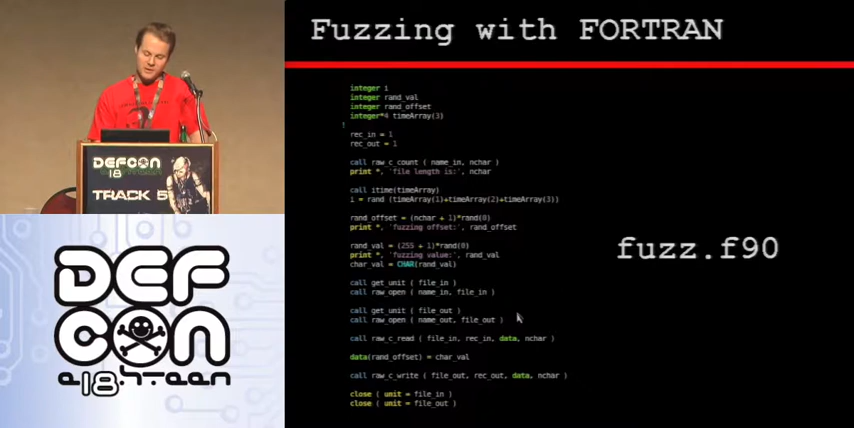 Fuzzing with FORTRAN
integer i
integer rand_val
integer rand_offset
integer*4 timeArray(3)
!
rec_in = 1
rec_out = 1
call raw_c_count ( name_in, nchar )
print *, 'file length is:', nchar
call itime(timeArray)
i = rand (timeArray(1)+timeArray(2)+timeArray(3))
rand_offset = (nchar + 1)*rand(0)
print *, 'fuzzing offset:', rand_offset
rand_val = (255 + 1)*rand(0)
print *, 'fuzzing value:', rand_val
char_val = CHAR(rand_val)
call get_unit ( file_in )
call raw_open ( name_in, file_in )
call get_unit ( file_out )
call raw_open ( name_out, file_out )
call raw_c_read ( file_in, rec_in, data, nchar )
data(rand_offset) = char_val
call raw_c_write ( file_out, rec_out, data, nchar )
close ( unit = file_in )
close ( unit = file_out )
fuzz.f90
DEFCON
18
TRACK 5
DEF
CON
e18hteen